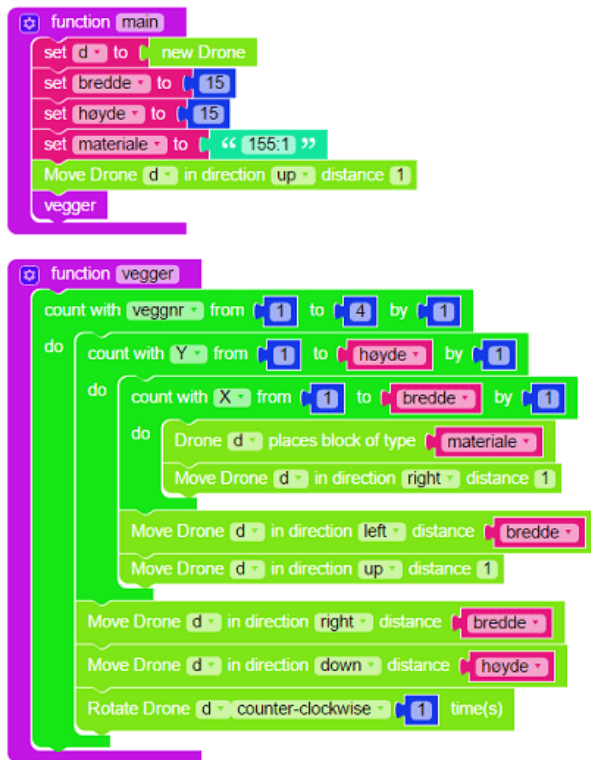 function main
set d to new Drone
set bredde to 15
set høyde to 15
set materiale to “ 155:1 ”
Move Drone d in direction up distance 1
vegger
function vegger
count with veggnr from 1 to 4 by 1
do count with Y from 1 to høyde by 1
do count with X from 1 to bredde by 1
do Drone d places block of type materiale
Move Drone d in direction right distance 1
Move Drone d in direction left distance bredde
Move Drone d in direction up distance 1
Move Drone d in direction right distance bredde
Move Drone d in direction down distance høyde
Rotate Drone d counter-clockwise 1 time(s)